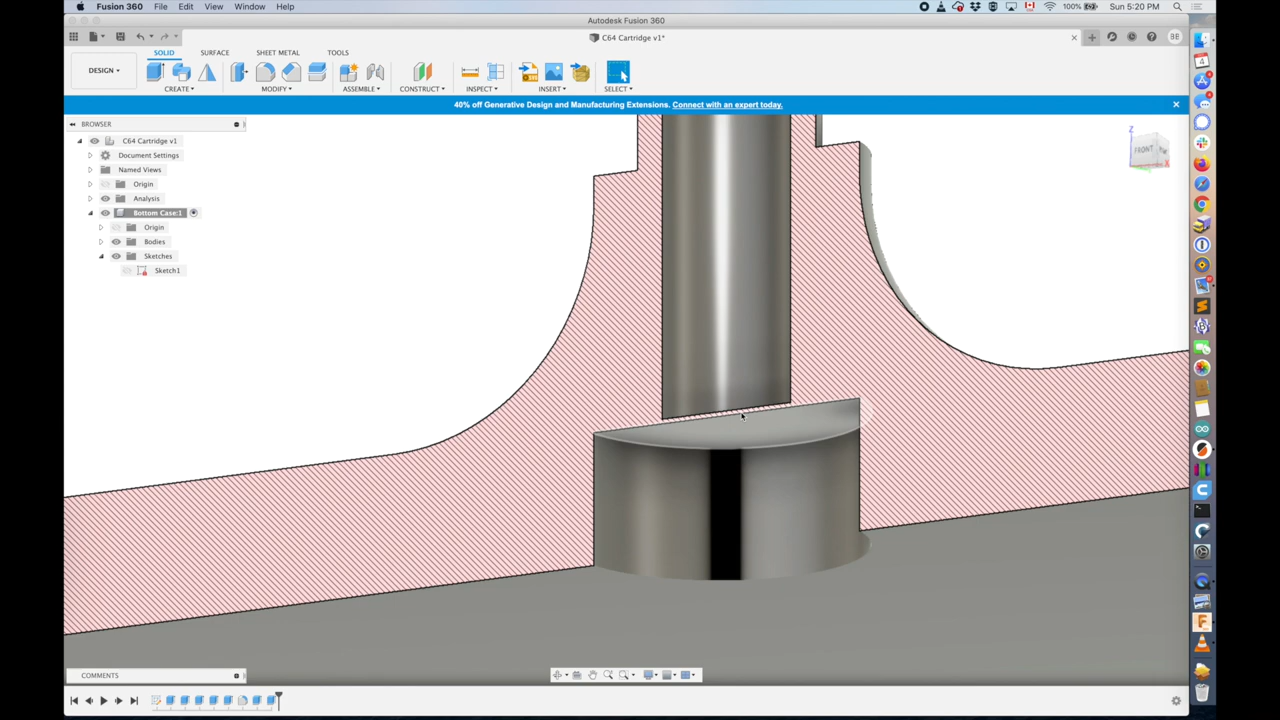 Fusion 360 File Edit View Window Help 100% Sun 5:20 PM
Autodesk Fusion 360
C64 Cartridge v1*
BE
SOLID SURFACE SHEET METAL TOOLS
DESIGN
CREATE MODIFY ASSEMBLE CONSTRUCT INSPECT INSERT SELECT
40% off Generative Design and Manufacturing Extensions. Connect with an expert today.
BROWSER
C64 Cartridge v1
Document Settings
Named Views
Origin
Analysis
Bottom Case:1
Origin
Bodies
Sketches
Sketch1
Z
FRONT
X
COMMENTS